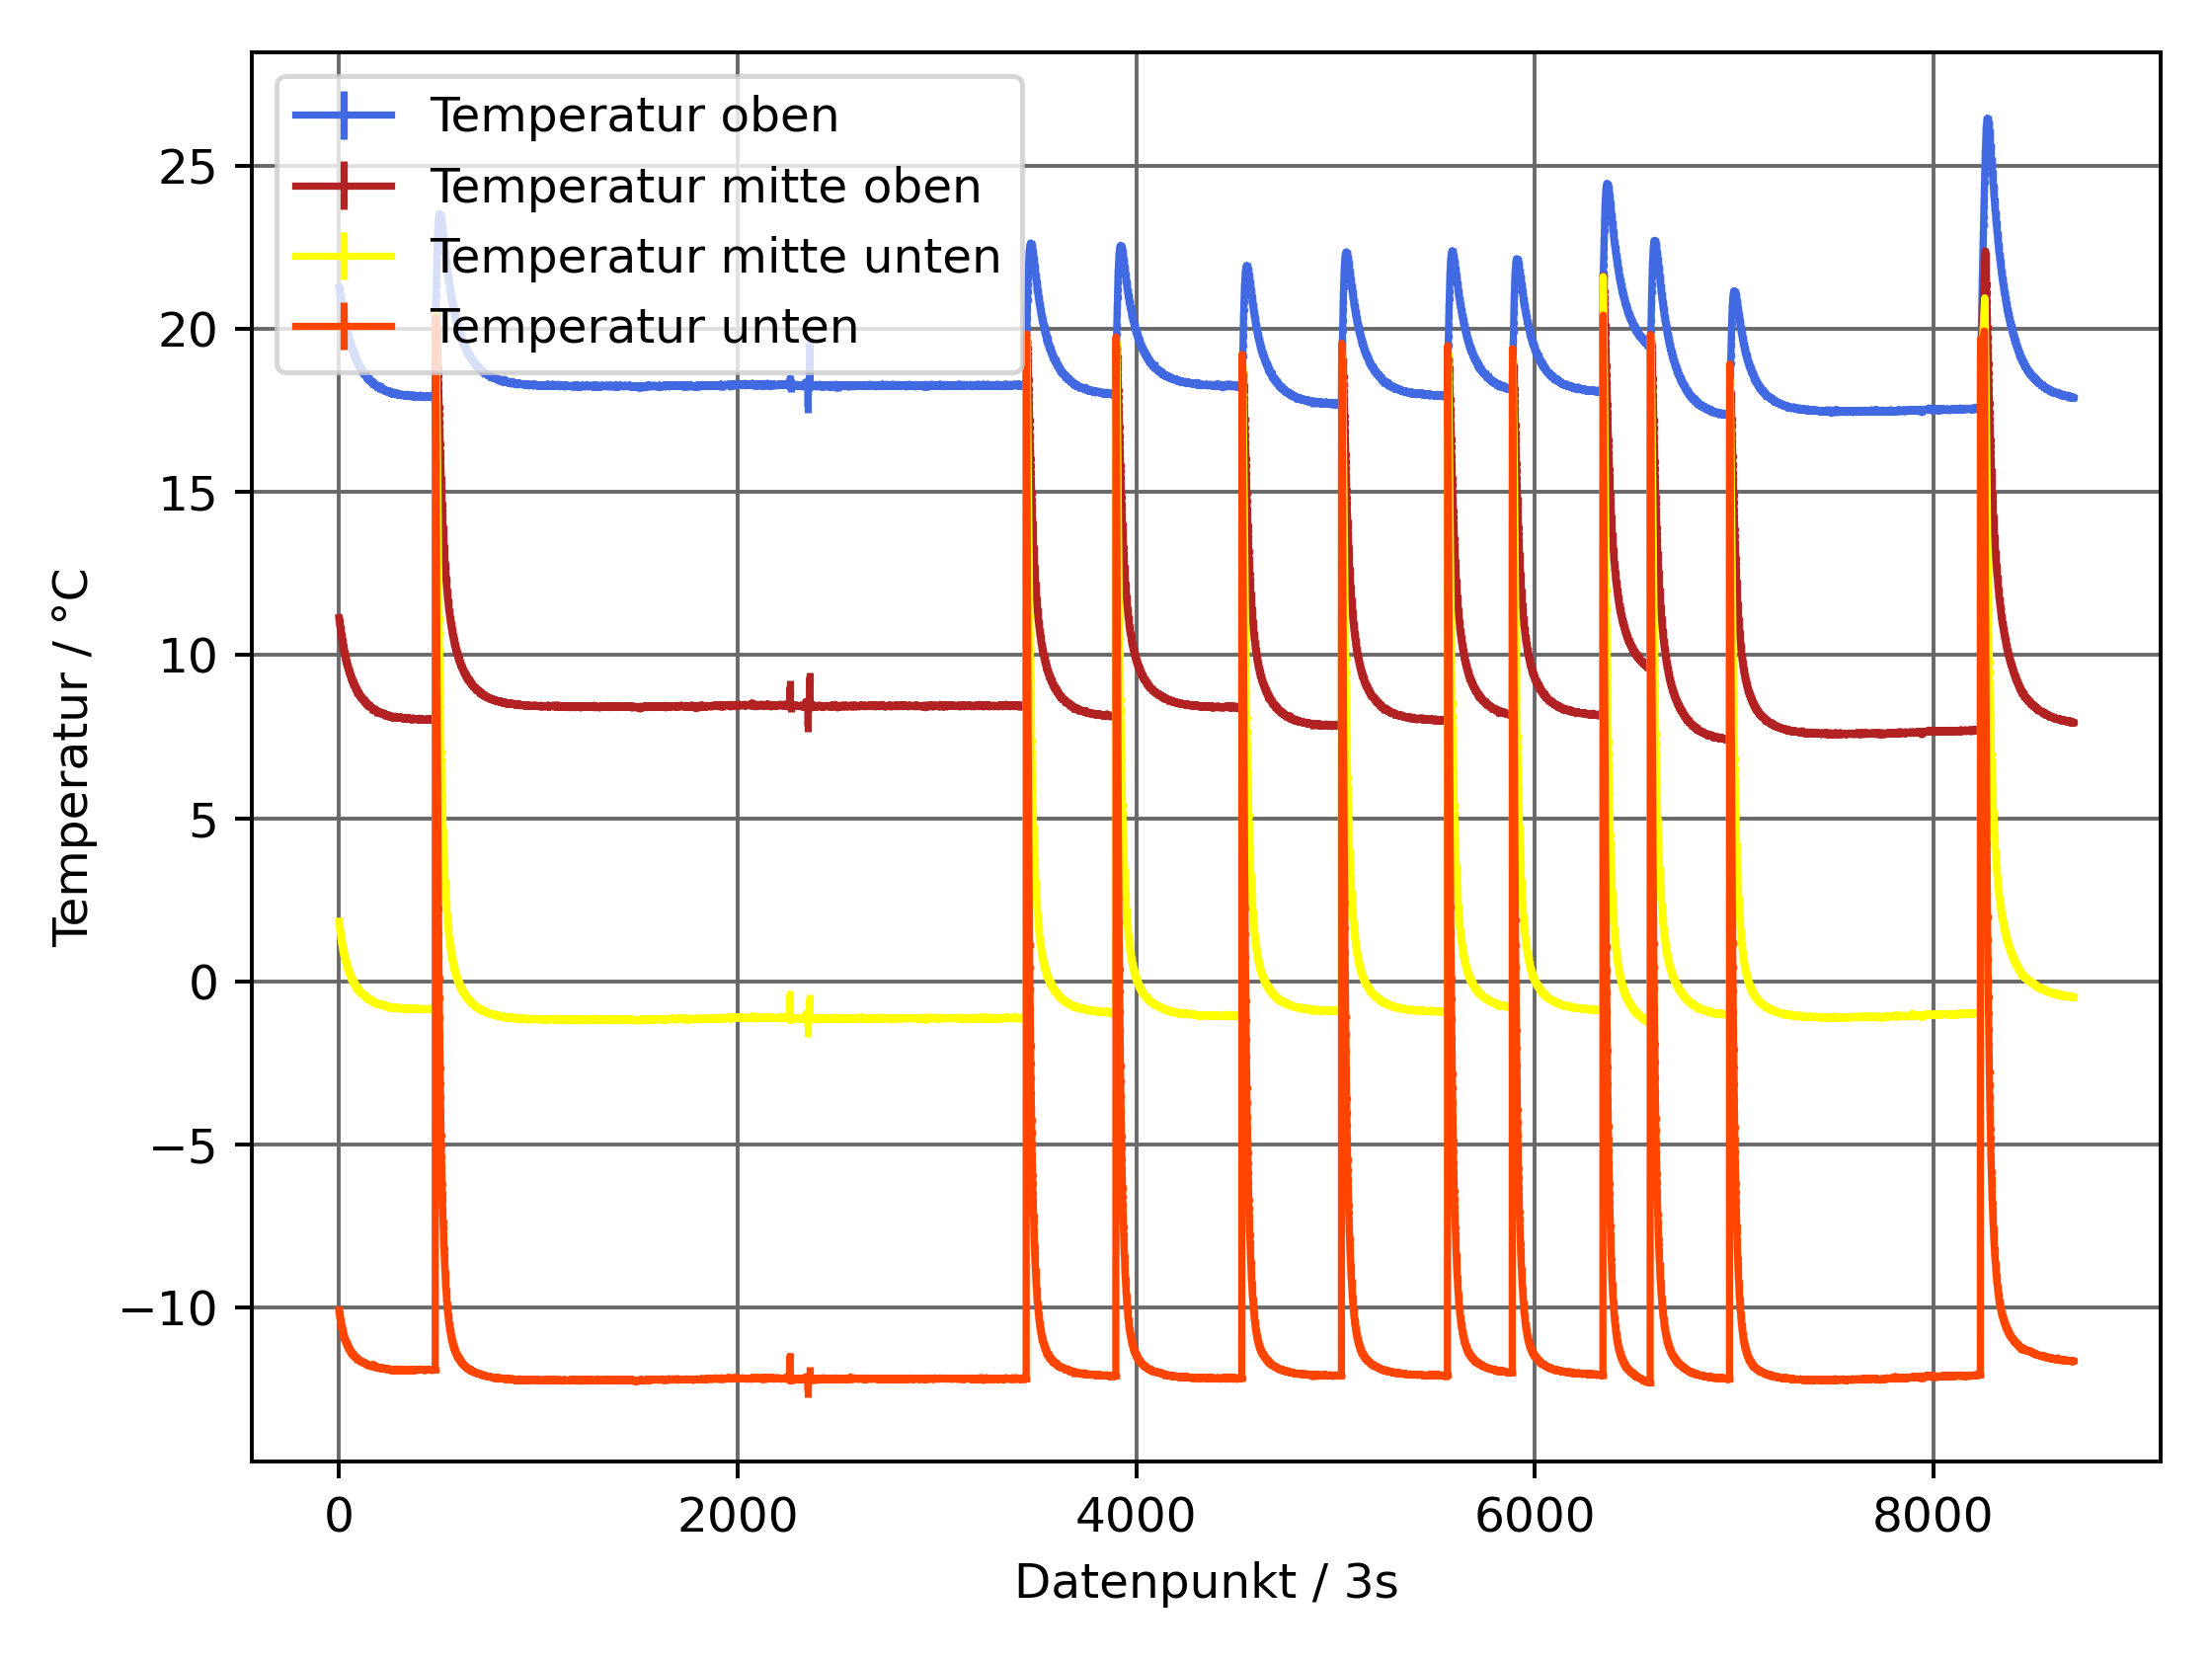 Temperatur oben
Temperatur mitte oben
Temperatur mitte unten
Temperatur unten
25
20
15
10
5
0
−5
−10
Temperatur / °C
0 2000 4000 6000 8000
Datenpunkt / 3s